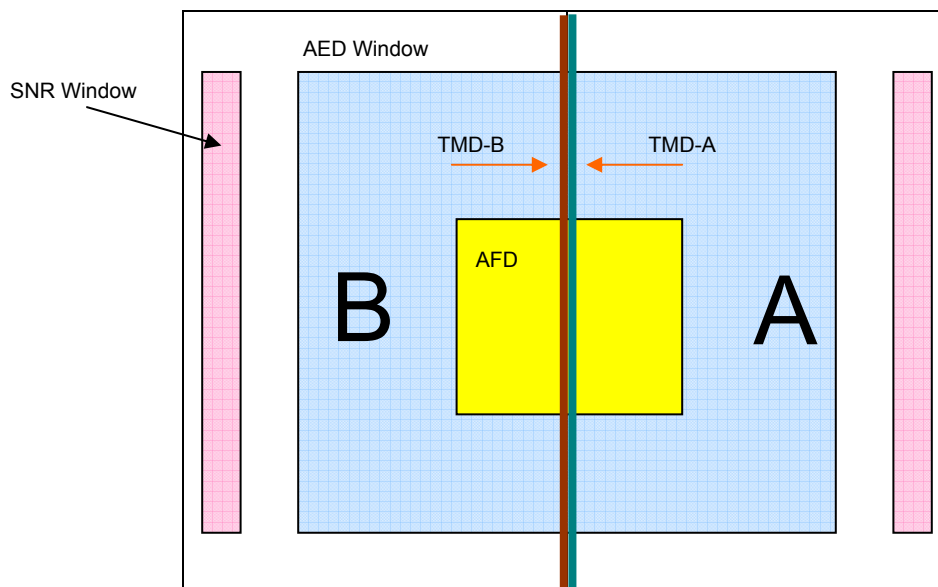 AED Window
SNR Window
TMD-B
TMD-A
AFD
B
A